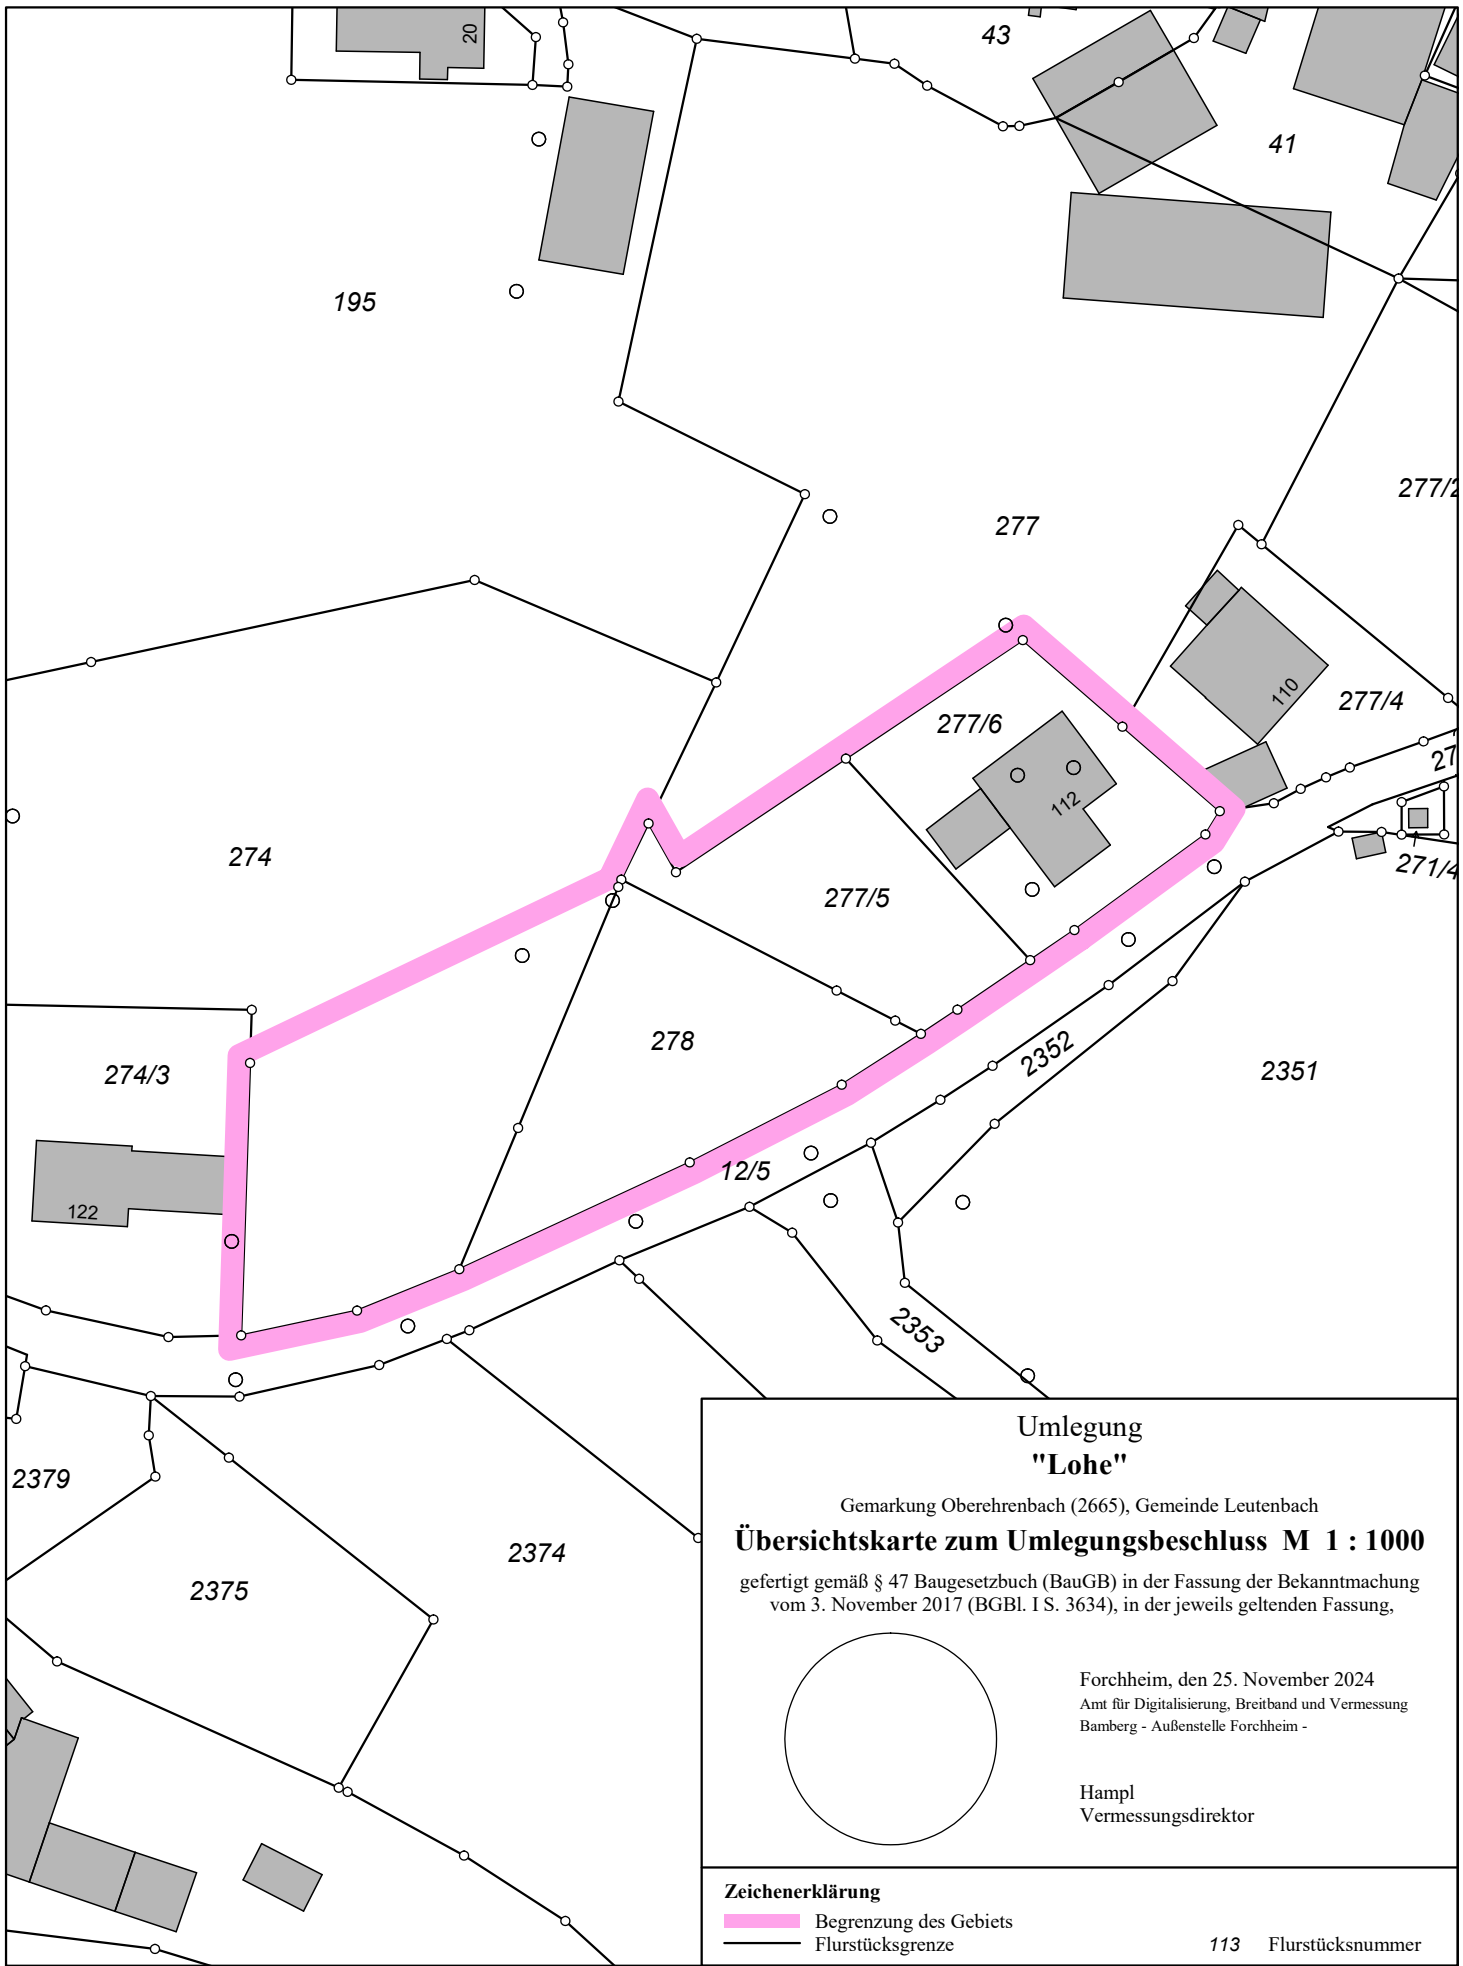 20
43
41
195
277/2
277
277/6
110
277/4
27
112
274
277/5
271/4
278
2352
274/3
2351
12/5
122
2353
2379
2374
2375
Umlegung
"Lohe"
Gemarkung Oberehrenbach (2665), Gemeinde Leutenbach
Übersichtskarte zum Umlegungsbeschluss M 1 : 1000
gefertigt gemäß § 47 Baugesetzbuch (BauGB) in der Fassung der Bekanntmachung
vom 3. November 2017 (BGBl. I S. 3634), in der jeweils geltenden Fassung,
Forchheim, den 25. November 2024
Amt für Digitalisierung, Breitband und Vermessung
Bamberg - Außenstelle Forchheim -
Hampl
Vermessungsdirektor
Zeichenerklärung
Begrenzung des Gebiets
Flurstücksgrenze
113 Flurstücksnummer